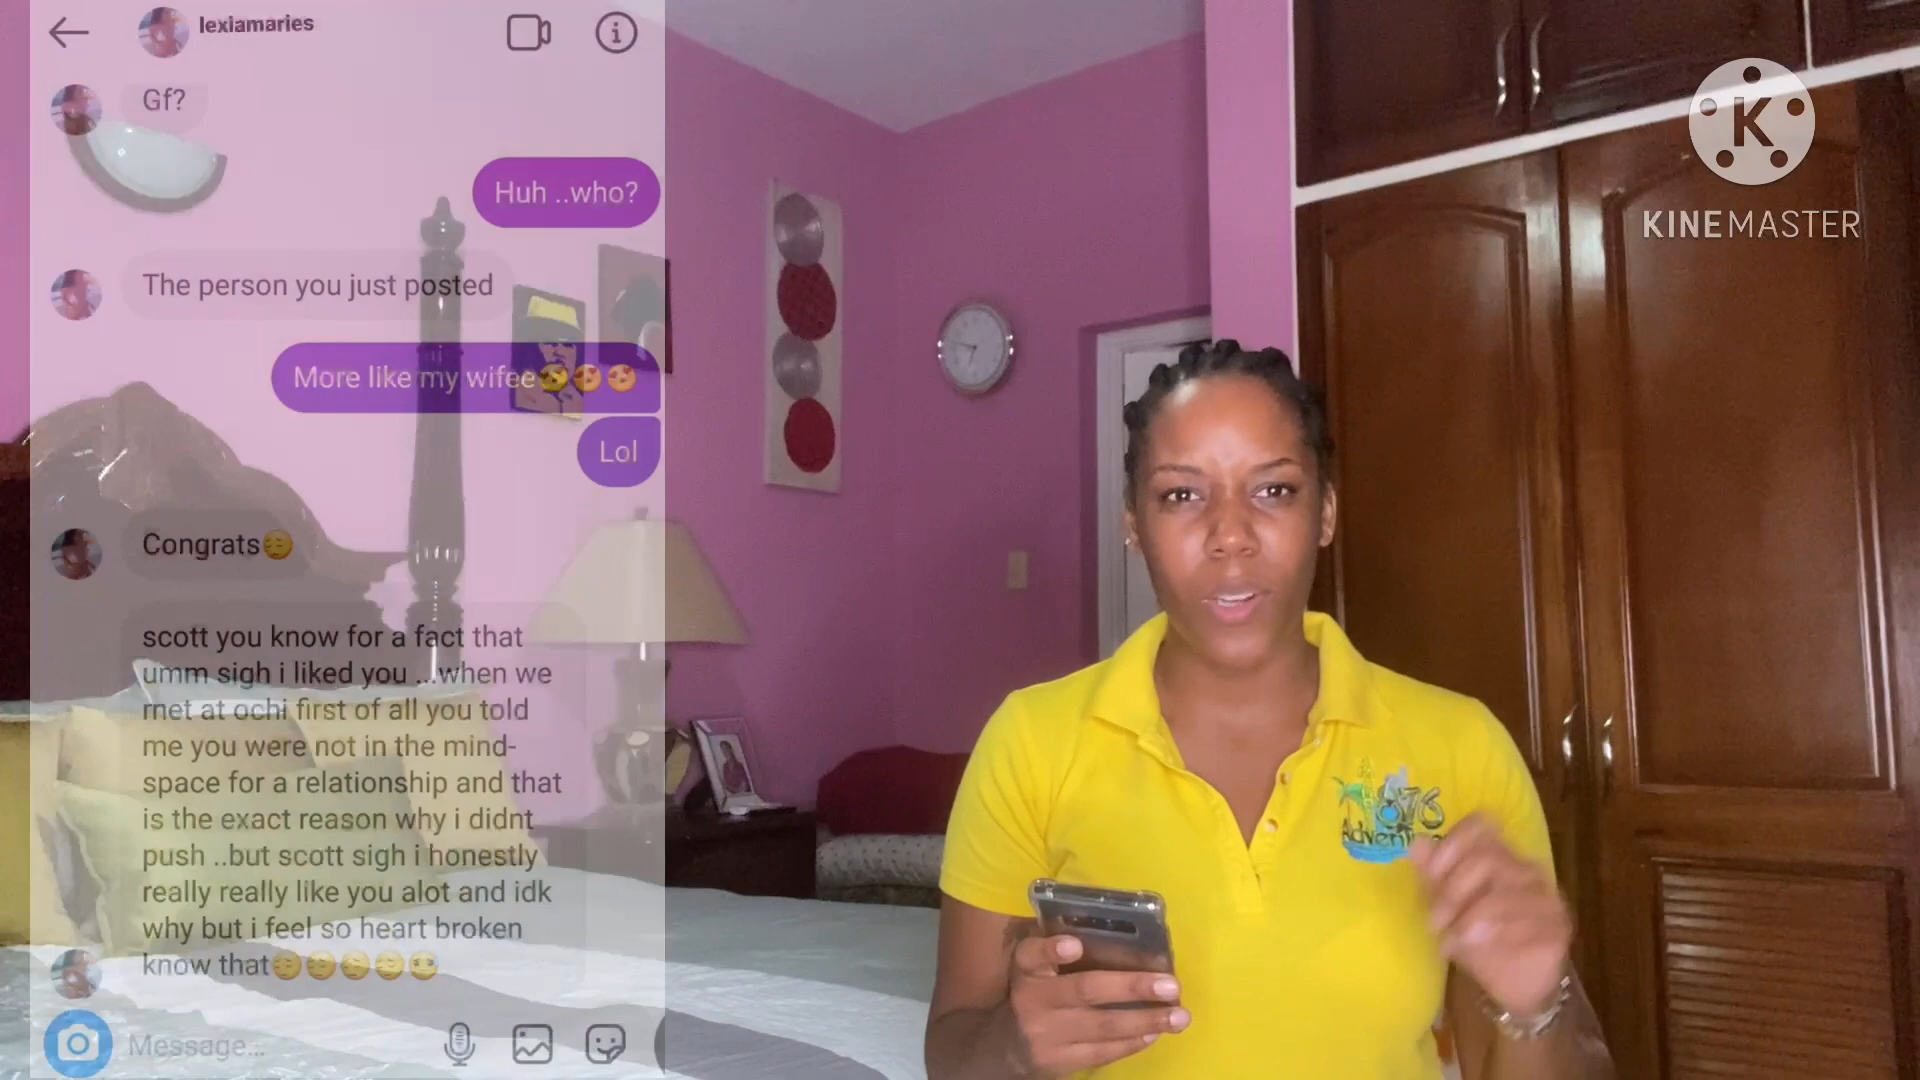 lexiamaries
Gf?
Huh ..who?
The person you just posted
More like my wifee😍😍😍
Lol
Congrats😔
scott you know for a fact that
umm sigh i liked you ...when we
met at ochi first of all you told
me you were not in the mind-
space for a relationship and that
is the exact reason why i didnt
push ..but scott sigh i honestly
really really like you alot and idk
why but i feel so heart broken
know that😔😔😔😔😔
Message...
K
KINEMASTER
876
Adventure